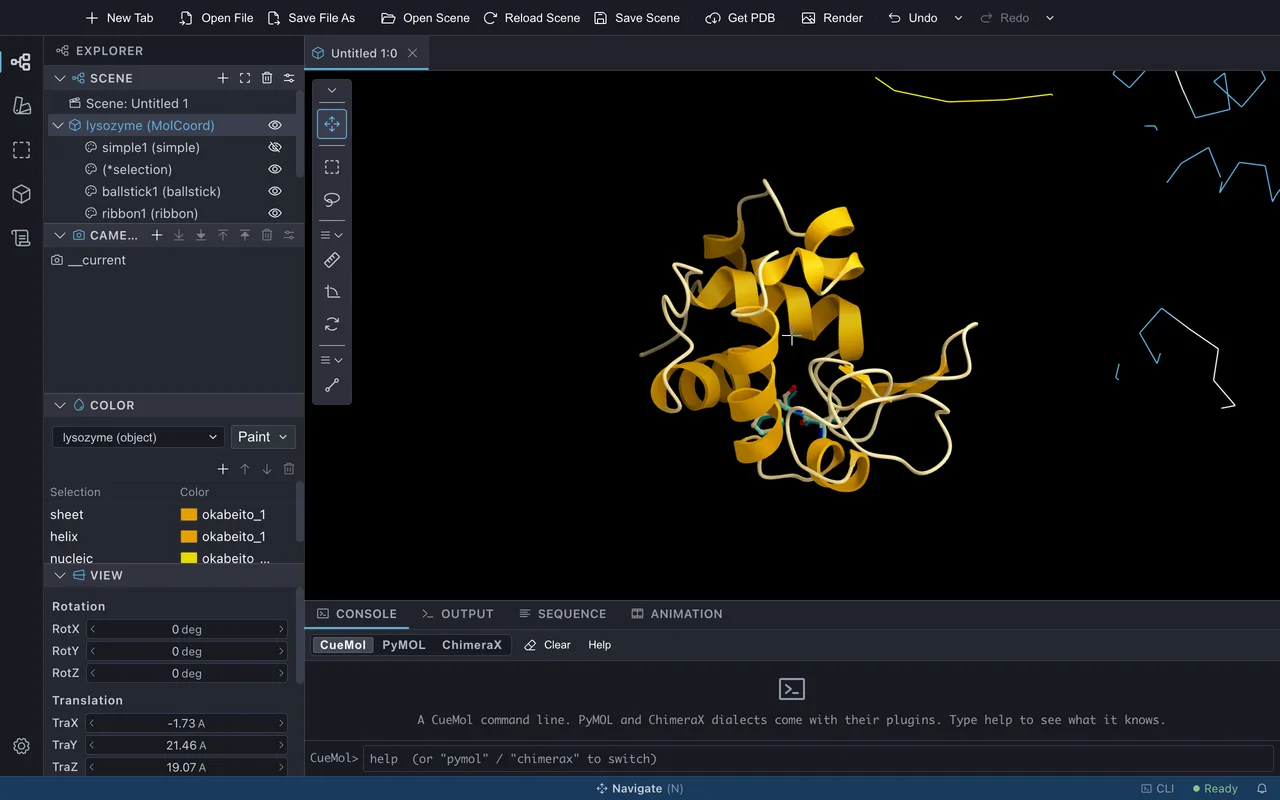 New Tab Open File Save File As Open Scene Reload Scene Save Scene Get PDB Render Undo Redo
EXPLORER
Untitled 1:0
SCENE
Scene: Untitled 1
lysozyme (MolCoord)
simple1 (simple)
(*selection)
ballstick1 (ballstick)
ribbon1 (ribbon)
CAME...
__current
COLOR
lysozyme (object) Paint
Selection Color
sheet okabeito_1
helix okabeito_1
nucleic okabeito_ ...
VIEW
Rotation
RotX 0 deg
RotY 0 deg
RotZ 0 deg
Translation
TraX -1.73 A
TraY 21.46 A
TraZ 19.07 A
CONSOLE OUTPUT SEQUENCE ANIMATION
CueMol PyMOL ChimeraX Clear Help
A CueMol command line. PyMOL and ChimeraX dialects come with their plugins. Type help to see what it knows.
CueMol> help (or "pymol" / "chimerax" to switch)
Navigate (N) CLI Ready